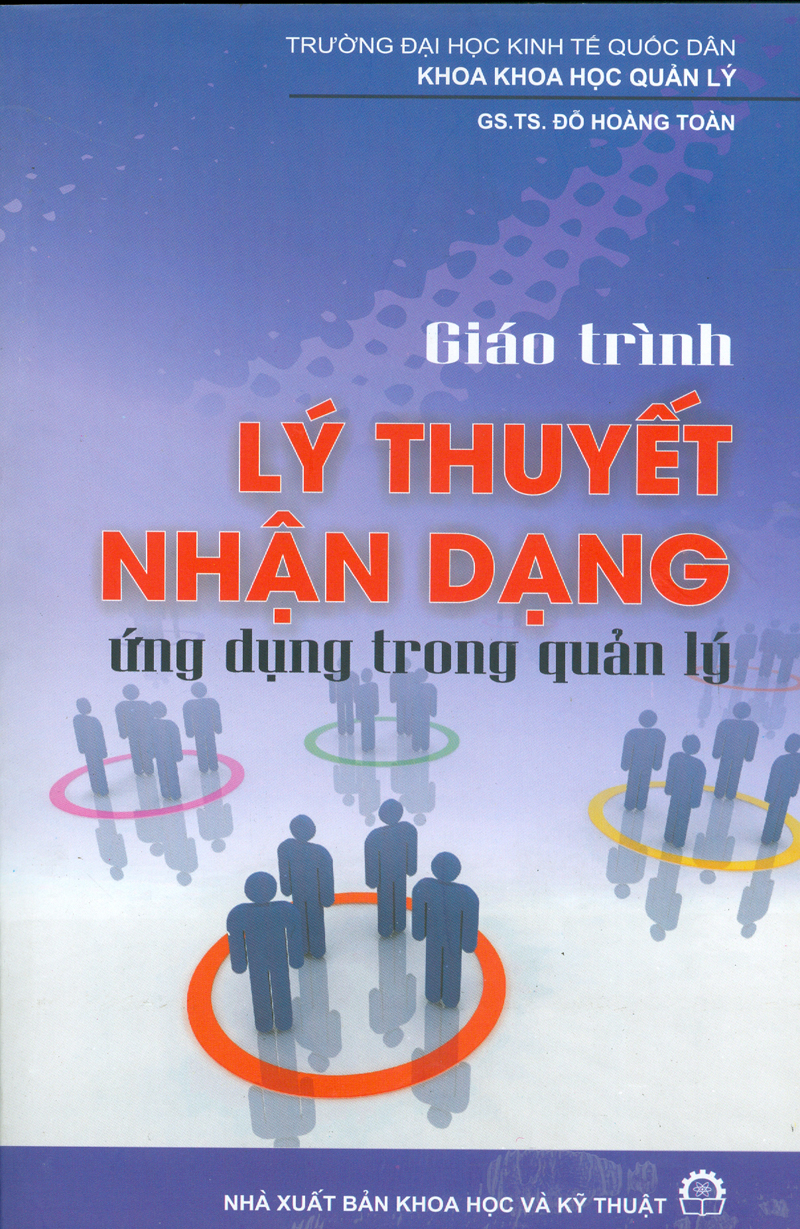 TRƯỜNG ĐẠI HỌC KINH TẾ QUỐC DÂN
KHOA KHOA HỌC QUẢN LÝ
GS.TS. ĐỖ HOÀNG TOÀN
Giáo trình
LÝ THUYẾT
NHẬN DẠNG
ứng dụng trong quản lý
NHÀ XUẤT BẢN KHOA HỌC VÀ KỸ THUẬT